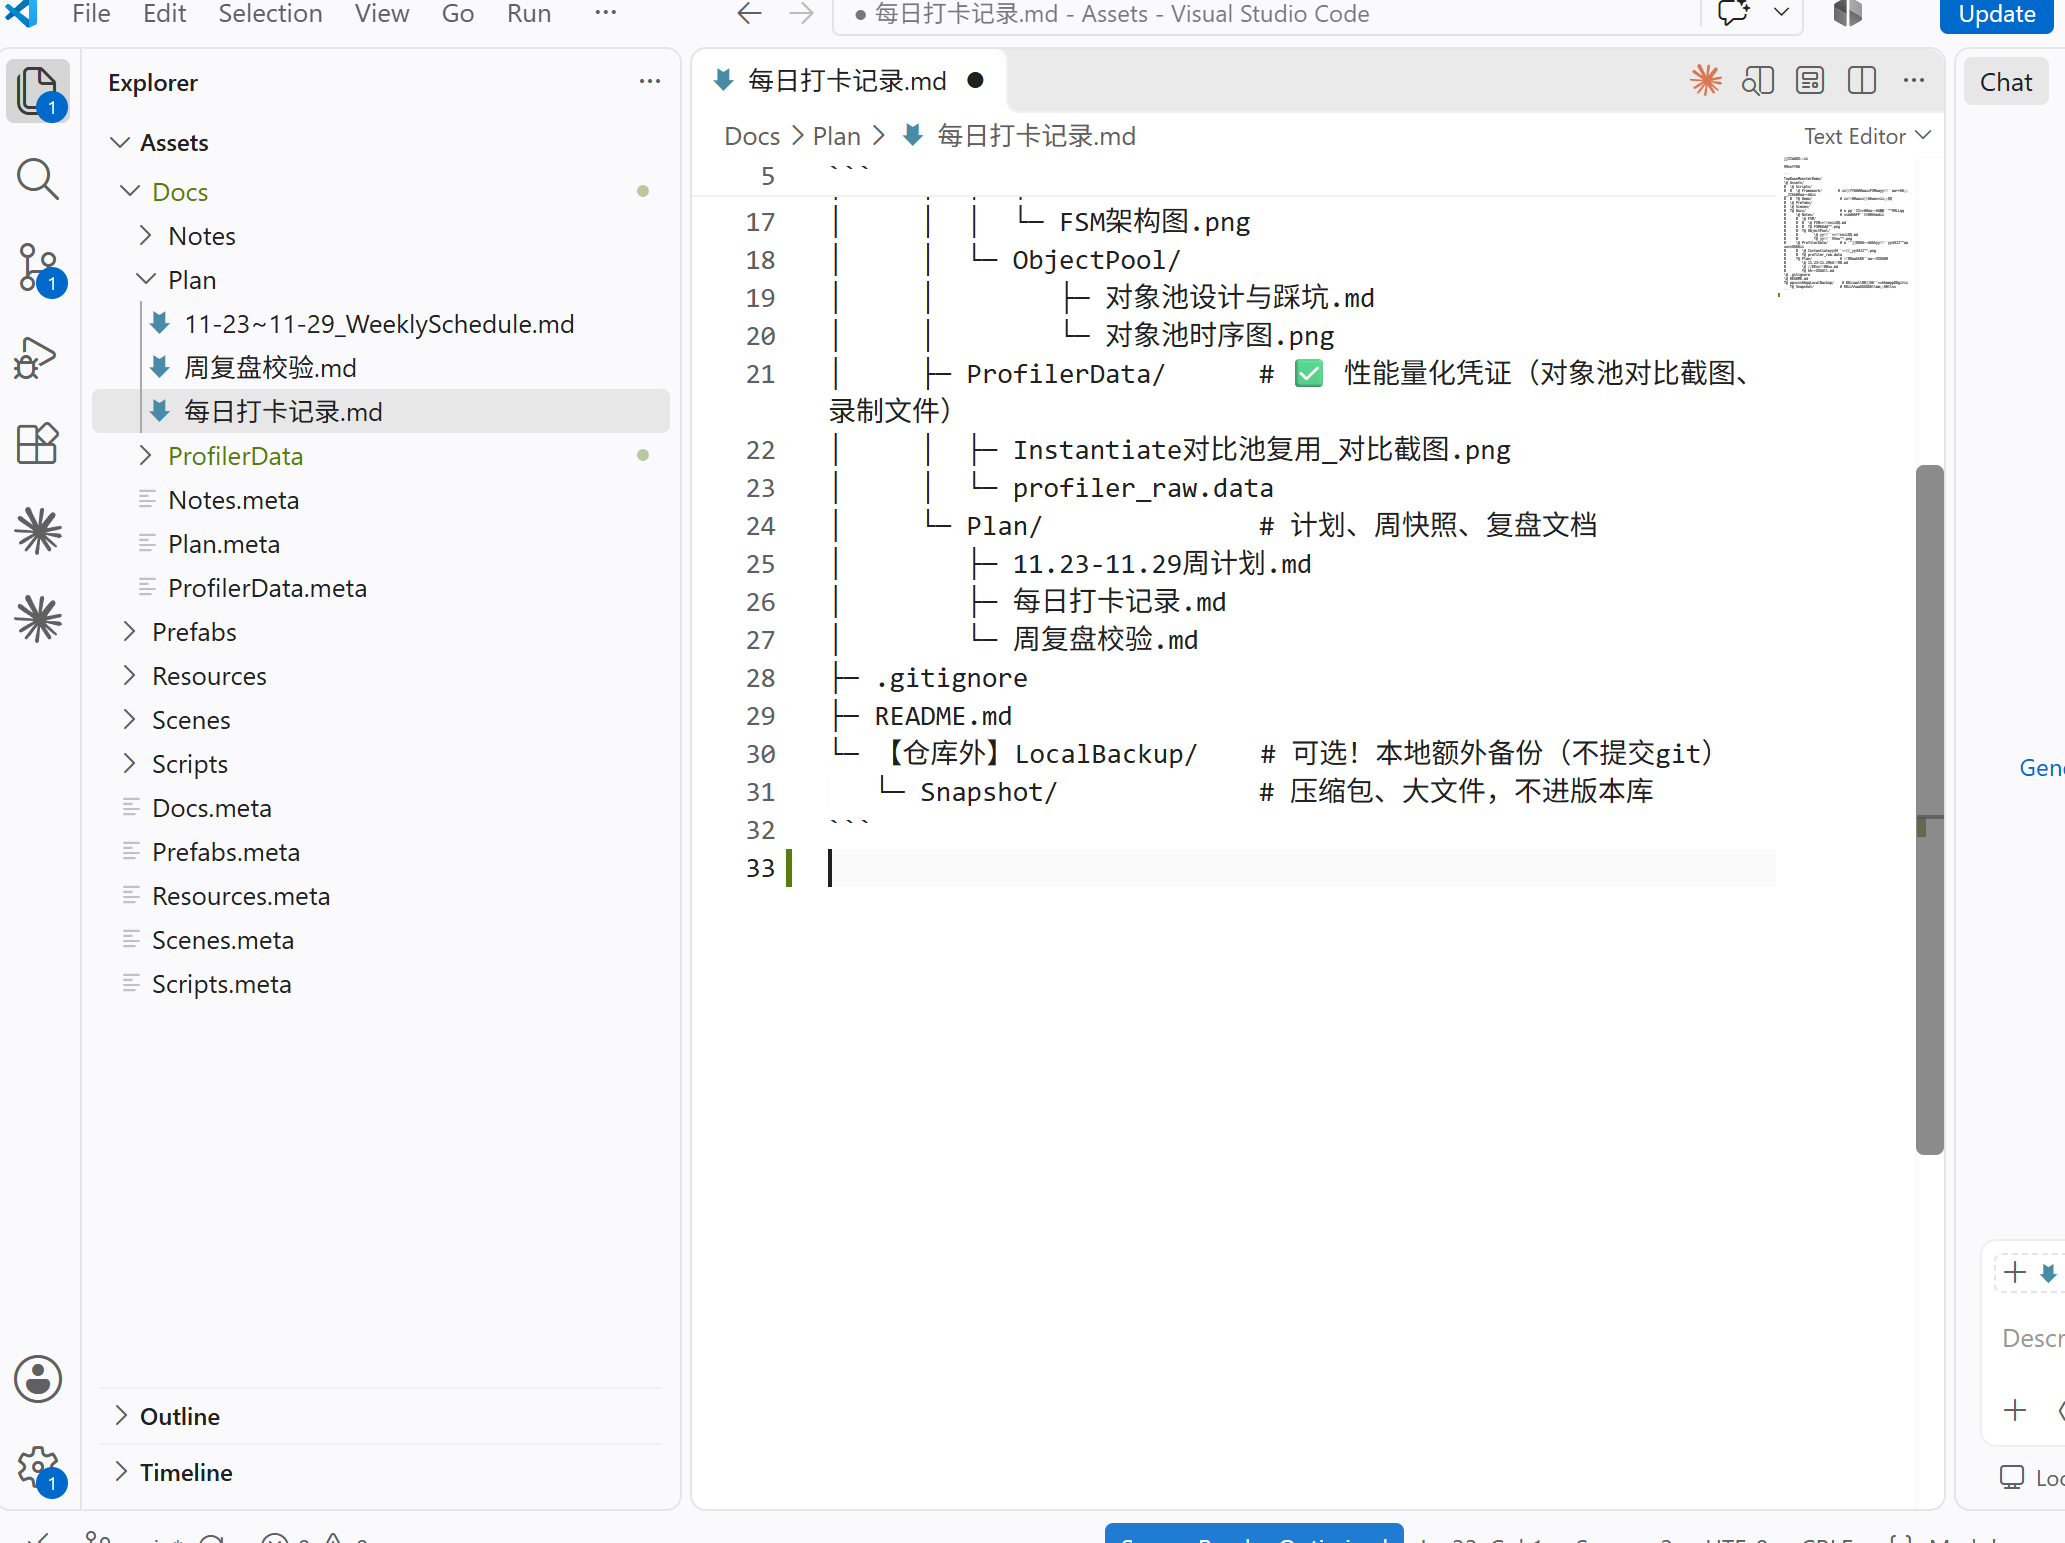 File Edit Selection View Go Run ···
每日打卡记录.md - Assets - Visual Studio Code
Update
Explorer
Assets
Docs
Notes
Plan
11-23~11-29_WeeklySchedule.md
周复盘校验.md
每日打卡记录.md
ProfilerData
Notes.meta
Plan.meta
ProfilerData.meta
Prefabs
Resources
Scenes
Scripts
Docs.meta
Prefabs.meta
Resources.meta
Scenes.meta
Scripts.meta
Outline
Timeline
1
1
1
每日打卡记录.md
Docs > Plan > 每日打卡记录.md
Text Editor
5 ```
17 │ │ │ └─ FSM架构图.png
18 │ │ └─ ObjectPool/
19 │ │ ├─ 对象池设计与踩坑.md
20 │ │ └─ 对象池时序图.png
21 │ ├─ ProfilerData/ # ✅ 性能量化凭证（对象池对比截图、
录制文件）
22 │ │ ├─ Instantiate对比池复用_对比截图.png
23 │ │ └─ profiler_raw.data
24 │ └─ Plan/ # 计划、周快照、复盘文档
25 │ ├─ 11.23-11.29周计划.md
26 │ ├─ 每日打卡记录.md
27 │ └─ 周复盘校验.md
28 ├─ .gitignore
29 ├─ README.md
30 └─ 【仓库外】LocalBackup/ # 可选！本地额外备份（不提交git）
31 └─ Snapshot/ # 压缩包、大文件，不进版本库
32 ```
33
Chat